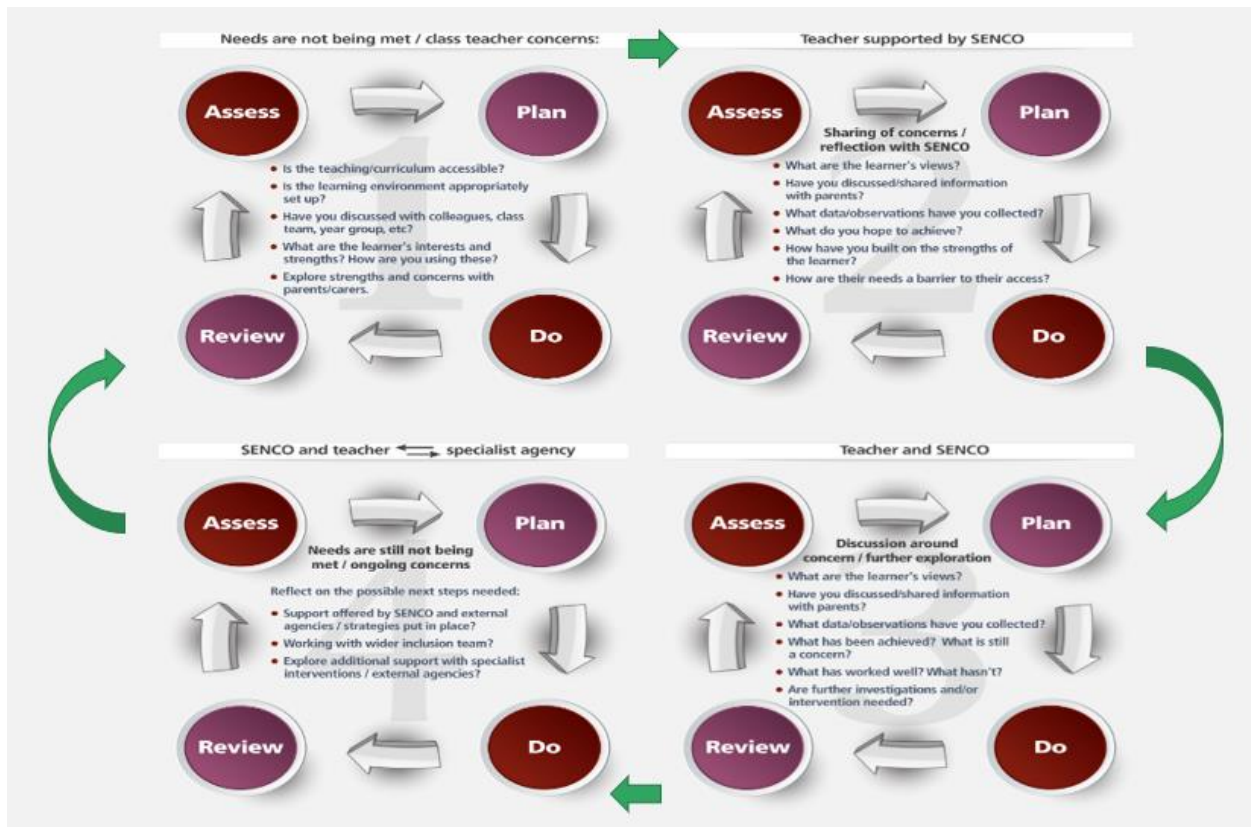 Needs are not being met / class teacher concerns:
Assess
Plan
1
• Is the teaching/curriculum accessible?
• Is the learning environment appropriately
set up?
• Have you discussed with colleagues, class
team, year group, etc?
• What are the learner's interests and
strengths? How are you using these?
• Explore strengths and concerns with
parents/carers.
Review
Do
Teacher supported by SENCO
Assess
Plan
2
Sharing of concerns /
reflection with SENCO
• What are the learner's views?
• Have you discussed/shared information
with parents?
• What data/observations have you collected?
• What do you hope to achieve?
• How have you built on the strengths of
the learner?
• How are their needs a barrier to their access?
Review
Do
Teacher and SENCO
Assess
Plan
3
Discussion around
concern / further exploration
• What are the learner's views?
• Have you discussed/shared information
with parents?
• What data/observations have you collected?
• What has been achieved? What is still
a concern?
• What has worked well? What hasn't?
• Are further investigations and/or
intervention needed?
Review
Do
SENCO and teacher specialist agency
Assess
Plan
4
Needs are still not being
met / ongoing concerns
Reflect on the possible next steps needed:
• Support offered by SENCO and external
agencies / strategies put in place?
• Working with wider inclusion team?
• Explore additional support with specialist
interventions / external agencies?
Review
Do